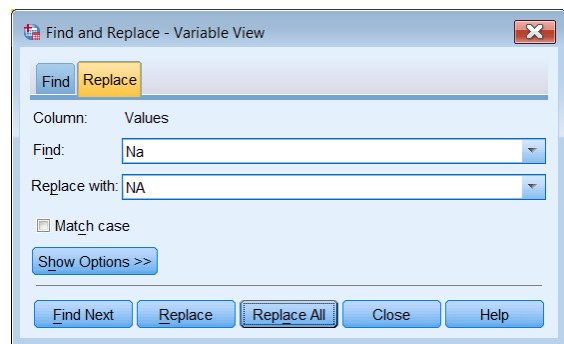 Find and Replace - Variable View
Find Replace
Column: Values
Find: Na
Replace with: NA
Match case
Show Options >>
Find Next Replace Replace All Close Help